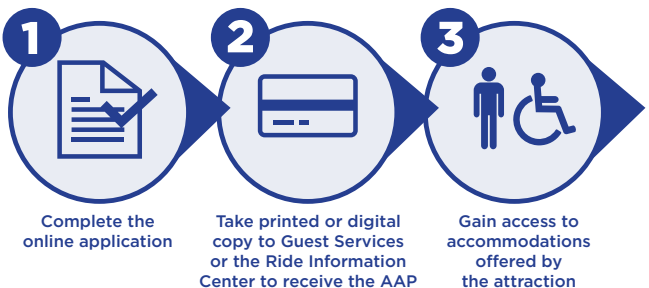 1
2
3
Complete the
online application
Take printed or digital
copy to Guest Services
or the Ride Information
Center to receive the AAP
Gain access to
accommodations
offered by
the attraction